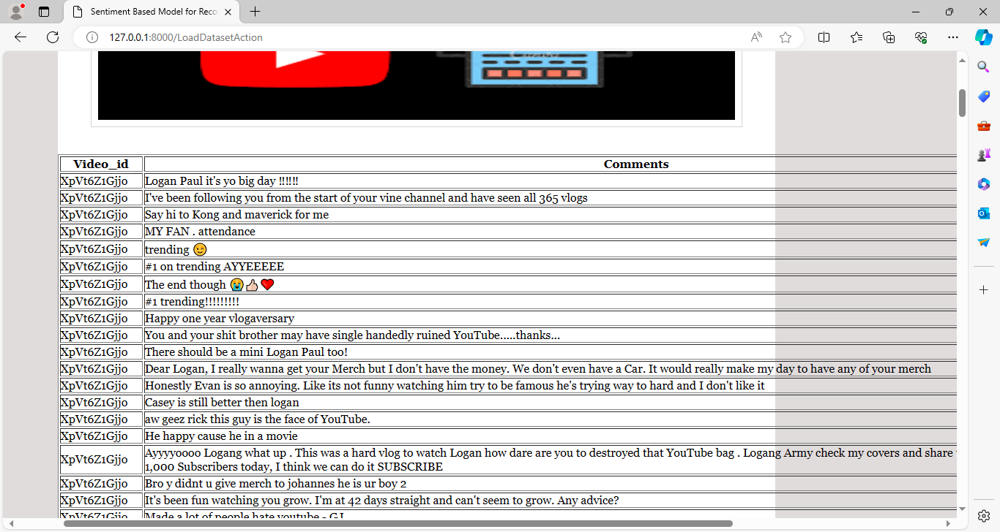 Sentiment Based Model for Reco
127.0.0.1:8000/LoadDatasetAction
Video_id Comments
XpVt6Z1Gjjo Logan Paul it's yo big day ‼️‼️‼️
XpVt6Z1Gjjo I've been following you from the start of your vine channel and have seen all 365 vlogs
XpVt6Z1Gjjo Say hi to Kong and maverick for me
XpVt6Z1Gjjo MY FAN . attendance
XpVt6Z1Gjjo trending 😉
XpVt6Z1Gjjo #1 on trending AYYEEEEE
XpVt6Z1Gjjo The end though 😭👍🏻❤️
XpVt6Z1Gjjo #1 trending!!!!!!!!!
XpVt6Z1Gjjo Happy one year vlogaversary
XpVt6Z1Gjjo You and your shit brother may have single handedly ruined YouTube.....thanks...
XpVt6Z1Gjjo There should be a mini Logan Paul too!
XpVt6Z1Gjjo Dear Logan, I really wanna get your Merch but I don't have the money. We don't even have a Car. It would really make my day to have any of your merch
XpVt6Z1Gjjo Honestly Evan is so annoying. Like its not funny watching him try to be famous he's trying way to hard and I don't like it
XpVt6Z1Gjjo Casey is still better then logan
XpVt6Z1Gjjo aw geez rick this guy is the face of YouTube.
XpVt6Z1Gjjo He happy cause he in a movie
XpVt6Z1Gjjo Ayyyyoooo Logang what up . This was a hard vlog to watch Logan how dare are you to destroyed that YouTube bag . Logang Army check my covers and share
1,000 Subscribers today, I think we can do it SUBSCRIBE
XpVt6Z1Gjjo Bro y didnt u give merch to johannes he is ur boy 2
XpVt6Z1Gjjo It's been fun watching you grow. I'm at 42 days straight and can't seem to grow. Any advice?
XpVt6Z1Gjjo Made a lot of people hate youtube - G.I